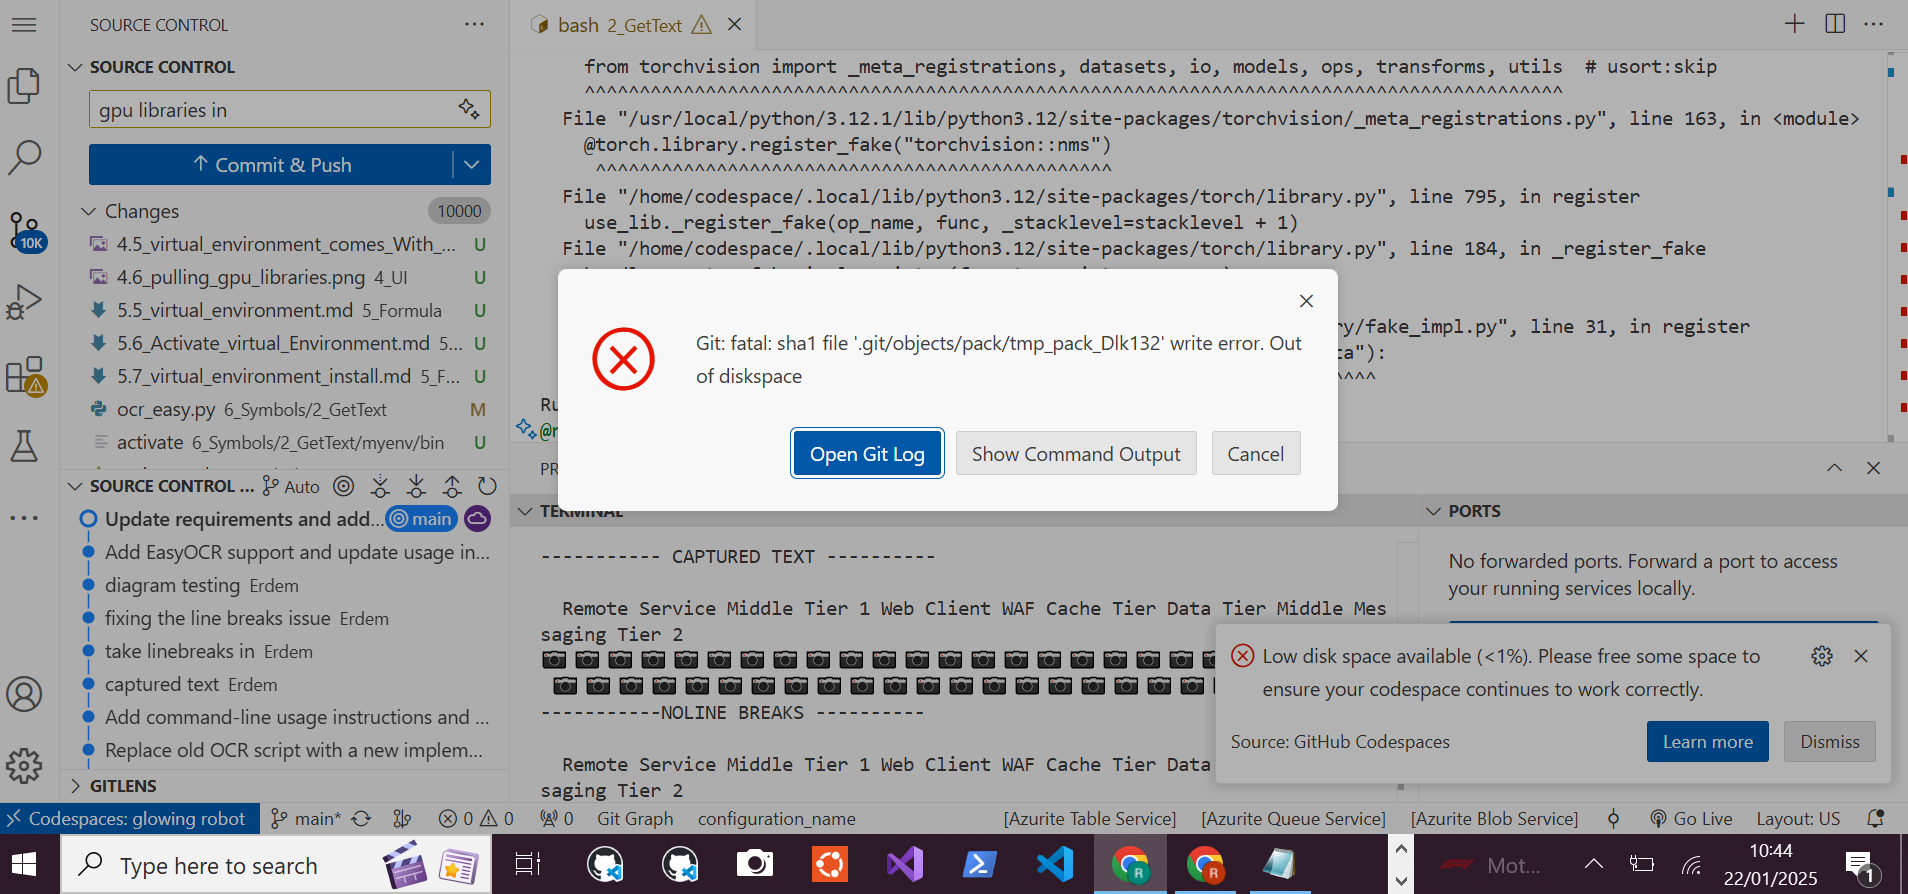 SOURCE CONTROL
SOURCE CONTROL
gpu libraries in
Commit & Push
Changes 10000
4.5_virtual_environment_comes_With_... U
4.6_pulling_gpu_libraries.png 4_UI U
5.5_virtual_environment.md 5_Formula U
5.6_Activate_virtual_Environment.md 5... U
5.7_virtual_environment_install.md 5_F... U
ocr_easy.py 6_Symbols/2_GetText M
activate 6_Symbols/2_GetText/myenv/bin U
10K
SOURCE CONTROL ... Auto
Update requirements and add... main
Add EasyOCR support and update usage in...
diagram testing Erdem
fixing the line breaks issue Erdem
take linebreaks in Erdem
captured text Erdem
Add command-line usage instructions and ...
Replace old OCR script with a new implem...
GITLENS
bash 2_GetText
from torchvision import _meta_registrations, datasets, io, models, ops, transforms, utils # usort:skip
^^^^^^^^^^^^^^^^^^^^^^^^^^^^^^^^^^^^^^^^^^^^^^^^^^^^^^^^^^^^^^^^^^^^^^^^^^^^^^^^^^^^^^^^^
File "/usr/local/python/3.12.1/lib/python3.12/site-packages/torchvision/_meta_registrations.py", line 163, in <module>
@torch.library.register_fake("torchvision::nms")
^^^^^^^^^^^^^^^^^^^^^^^^^^^^^^^^^^^^^^^^^^^^^^^
File "/home/codespace/.local/lib/python3.12/site-packages/torch/library.py", line 795, in register
use_lib._register_fake(op_name, func, _stacklevel=stacklevel + 1)
File "/home/codespace/.local/lib/python3.12/site-packages/torch/library.py", line 184, in _register_fake
ry/fake_impl.py", line 31, in register
ta"):
^^^^
Ru
@r
Git: fatal: sha1 file '.git/objects/pack/tmp_pack_Dlk132' write error. Out
of diskspace
Open Git Log Show Command Output Cancel
PR
TERMINAL
----------- CAPTURED TEXT ----------
Remote Service Middle Tier 1 Web Client WAF Cache Tier Data Tier Middle Mes
saging Tier 2
-----------NOLINE BREAKS ----------
Remote Service Middle Tier 1 Web Client WAF Cache Tier Data
saging Tier 2
PORTS
No forwarded ports. Forward a port to access
your running services locally.
Low disk space available (<1%). Please free some space to
ensure your codespace continues to work correctly.
Source: GitHub Codespaces Learn more Dismiss
Codespaces: glowing robot main* 0 0 0 Git Graph configuration_name [Azurite Table Service] [Azurite Queue Service] [Azurite Blob Service] Go Live Layout: US
Type here to search
R R
Mot...
10:44
22/01/2025
1